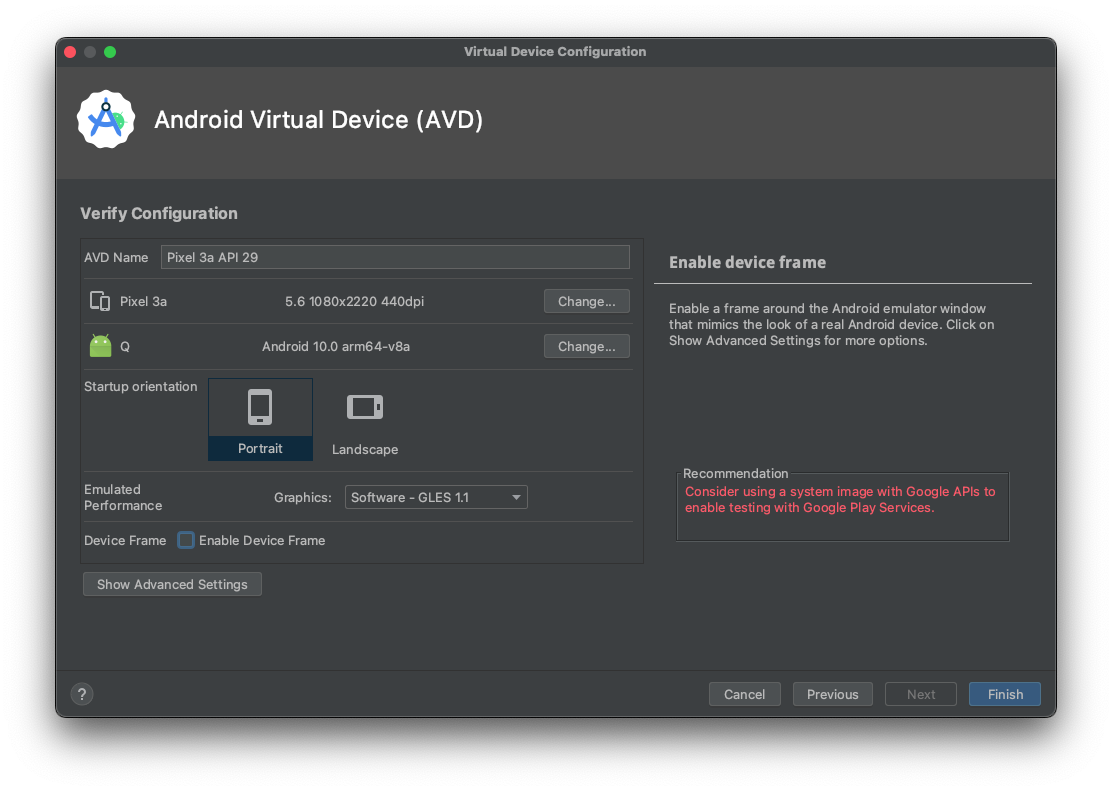 Virtual Device Configuration
Android Virtual Device (AVD)
Verify Configuration
AVD Name Pixel 3a API 29
Pixel 3a 5.6 1080x2220 440dpi Change...
Q Android 10.0 arm64-v8a Change...
Startup orientation
Portrait
Landscape
Emulated
Performance
Graphics: Software - GLES 1.1
Device Frame Enable Device Frame
Show Advanced Settings
Enable device frame
Enable a frame around the Android emulator window
that mimics the look of a real Android device. Click on
Show Advanced Settings for more options.
Recommendation
Consider using a system image with Google APIs to
enable testing with Google Play Services.
? Cancel Previous Next Finish